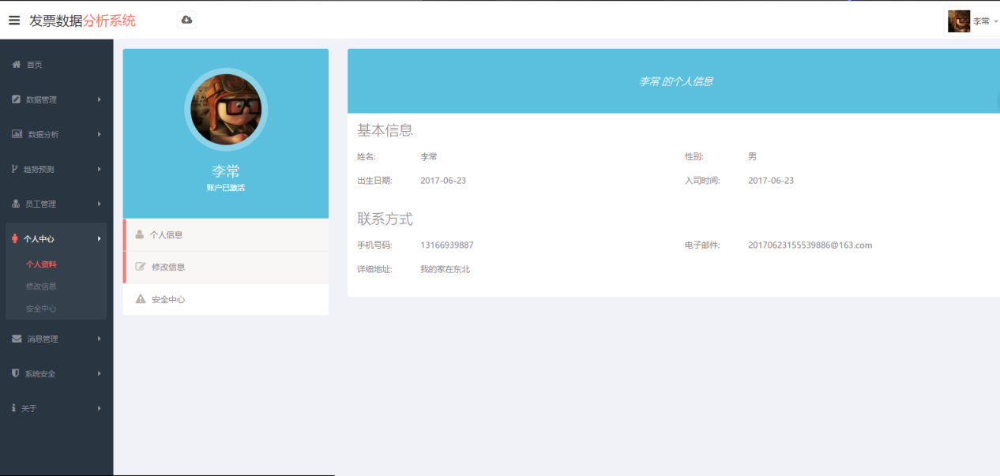 发票数据分析系统
李常
首页
数据管理
数据分析
趋势预测
员工管理
个人中心
个人资料
修改信息
安全中心
消息管理
系统安全
关于
李常
账户已激活
个人信息
修改信息
安全中心
李常 的个人信息
基本信息
姓名: 李常 性别: 男
出生日期: 2017-06-23 入司时间: 2017-06-23
联系方式
手机号码: 13166939887 电子邮件: 20170623155539886@163.com
详细地址: 我的家在东北